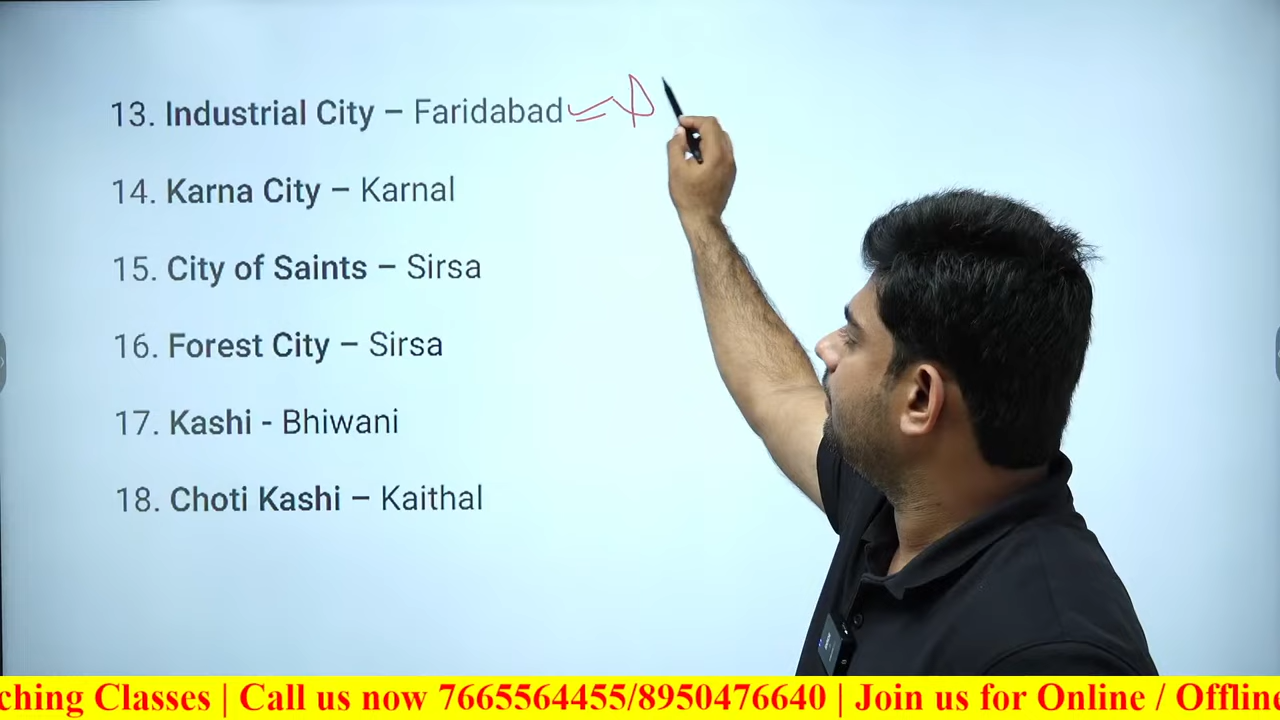 13. Industrial City – Faridabad
14. Karna City – Karnal
15. City of Saints – Sirsa
16. Forest City – Sirsa
17. Kashi - Bhiwani
18. Choti Kashi – Kaithal
ching Classes | Call us now 7665564455/8950476640 | Join us for Online / Offline